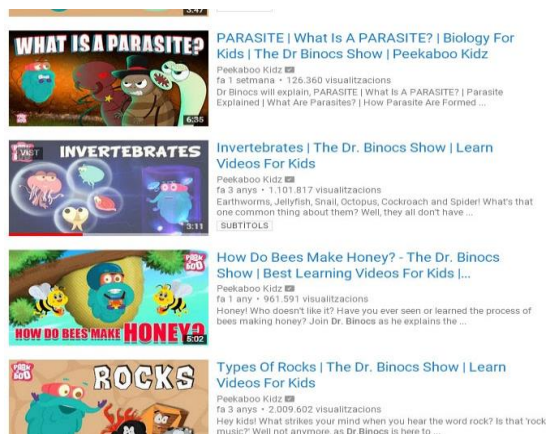 3:47
WHAT IS A PARASITE?
6:35
PARASITE | What Is A PARASITE? | Biology For
Kids | The Dr Binocs Show | Peekaboo Kidz
Peekaboo Kidz
fa 1 setmana • 126.360 visualitzacions
Dr Binocs will explain, PARASITE | What Is A PARASITE? | Parasite
Explained | What Are Parasites? | How Parasite Are Formed ...
VIST
INVERTEBRATES
3:11
Invertebrates | The Dr. Binocs Show | Learn
Videos For Kids
Peekaboo Kidz
fa 3 anys • 1.101.817 visualitzacions
Earthworms, Jellyfish, Snail, Octopus, Cockroach and Spider! What's that
one common thing about them? Well, they all don't have ...
SUBTÍTOLS
PEEK A BOO
HOW DO BEES MAKE HONEY?
5:02
How Do Bees Make Honey? - The Dr. Binocs
Show | Best Learning Videos For Kids |...
Peekaboo Kidz
fa 1 any • 961.591 visualitzacions
Honey! Who doesn't like it? Have you ever seen or learned the process of
bees making honey? Join Dr. Binocs as he explains the ...
PEEK A BOO
ROCKS
Types Of Rocks | The Dr. Binocs Show | Learn
Videos For Kids
Peekaboo Kidz
fa 3 anys • 2.009.602 visualitzacions
Hey kids! What strikes your mind when you hear the word rock? Is that 'rock
music?' Well not anymore, as Dr Binocs is here to ...